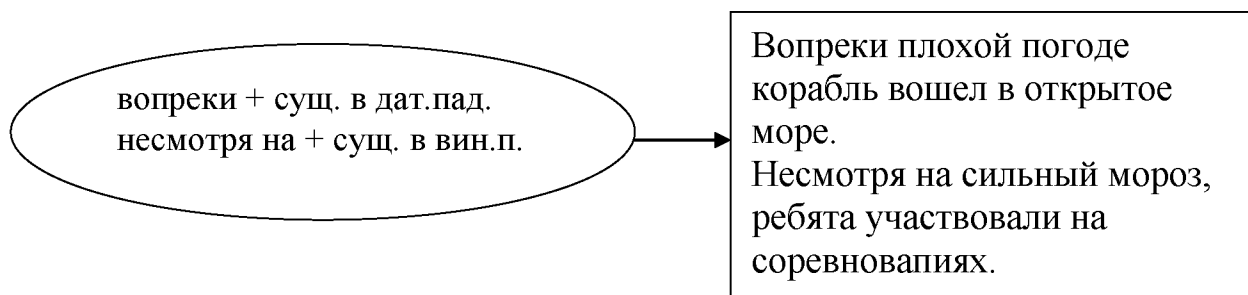 вопреки + сущ. в дат.пад.
несмотря на + сущ. в вин.п.
Вопреки плохой погоде
корабль вошел в открытое
море.
Несмотря на сильный мороз,
ребята участвовали на
соревновапиях.